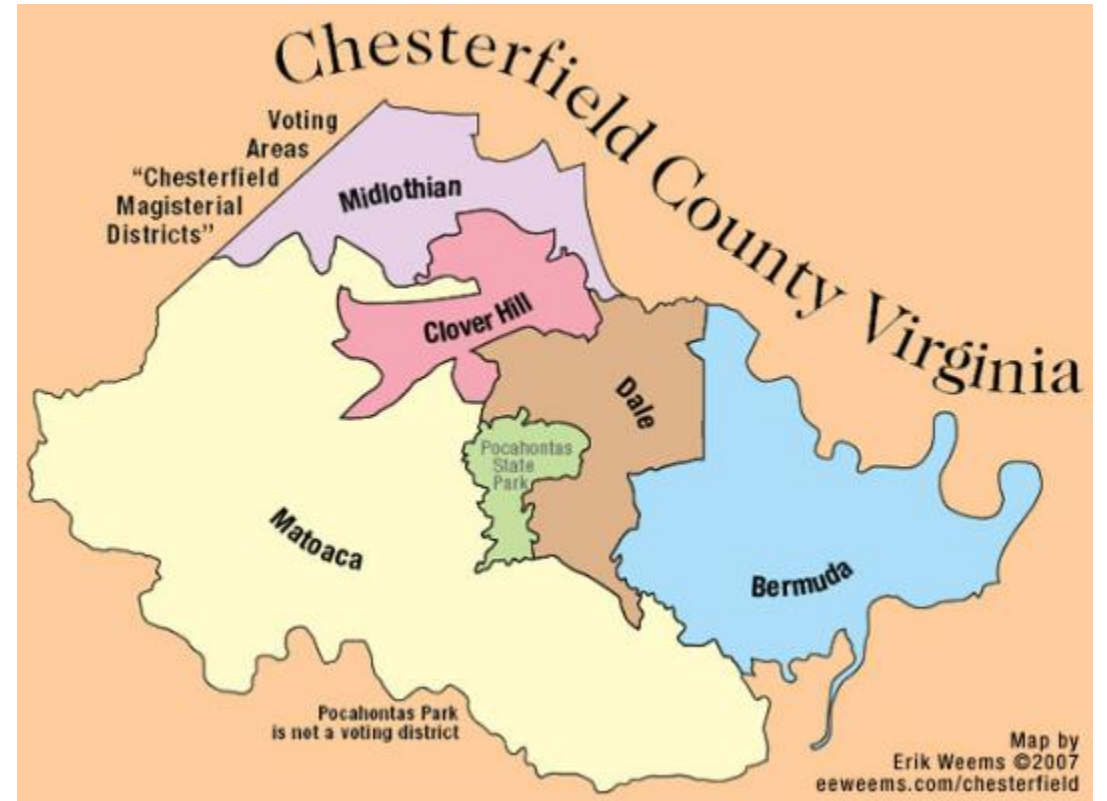 Chesterfield County Virginia
Voting
Areas
“Chesterfield
Magisterial
Districts”
Midlothian
Clover Hill
Dale
Pocahontas
State
Park
Matoaca
Bermuda
Pocahontas Park
is not a voting district
Map by
Erik Weems ©2007
eeweems.com/chesterfield